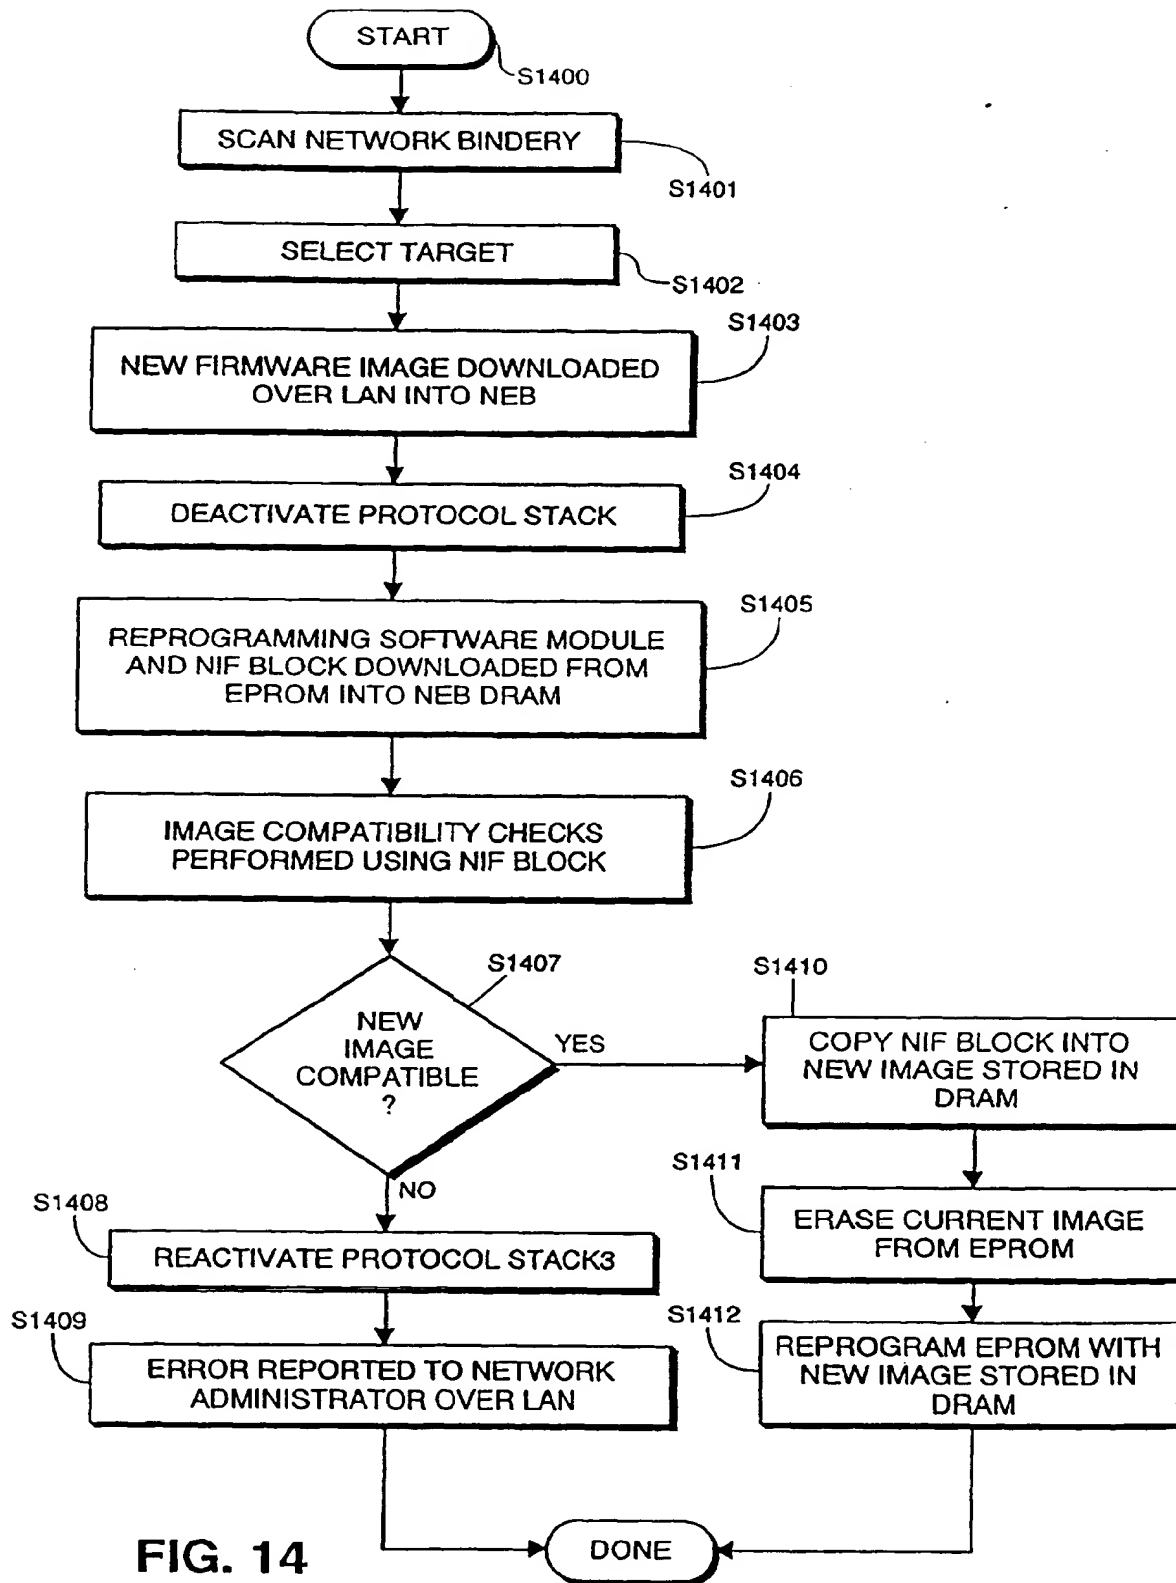 START
S1400
SCAN NETWORK BINDERY
S1401
SELECT TARGET
S1402
S1403
NEW FIRMWARE IMAGE DOWNLOADED
OVER LAN INTO NEB
S1404
DEACTIVATE PROTOCOL STACK
S1405
REPROGRAMMING SOFTWARE MODULE
AND NIF BLOCK DOWNLOADED FROM
EPROM INTO NEB DRAM
S1406
IMAGE COMPATIBILITY CHECKS
PERFORMED USING NIF BLOCK
S1407
NEW
IMAGE
COMPATIBLE
?
YES
NO
S1410
COPY NIF BLOCK INTO
NEW IMAGE STORED IN
DRAM
S1411
ERASE CURRENT IMAGE
FROM EPROM
S1412
REPROGRAM EPROM WITH
NEW IMAGE STORED IN
DRAM
S1408
REACTIVATE PROTOCOL STACK3
S1409
ERROR REPORTED TO NETWORK
ADMINISTRATOR OVER LAN
DONE
FIG. 14